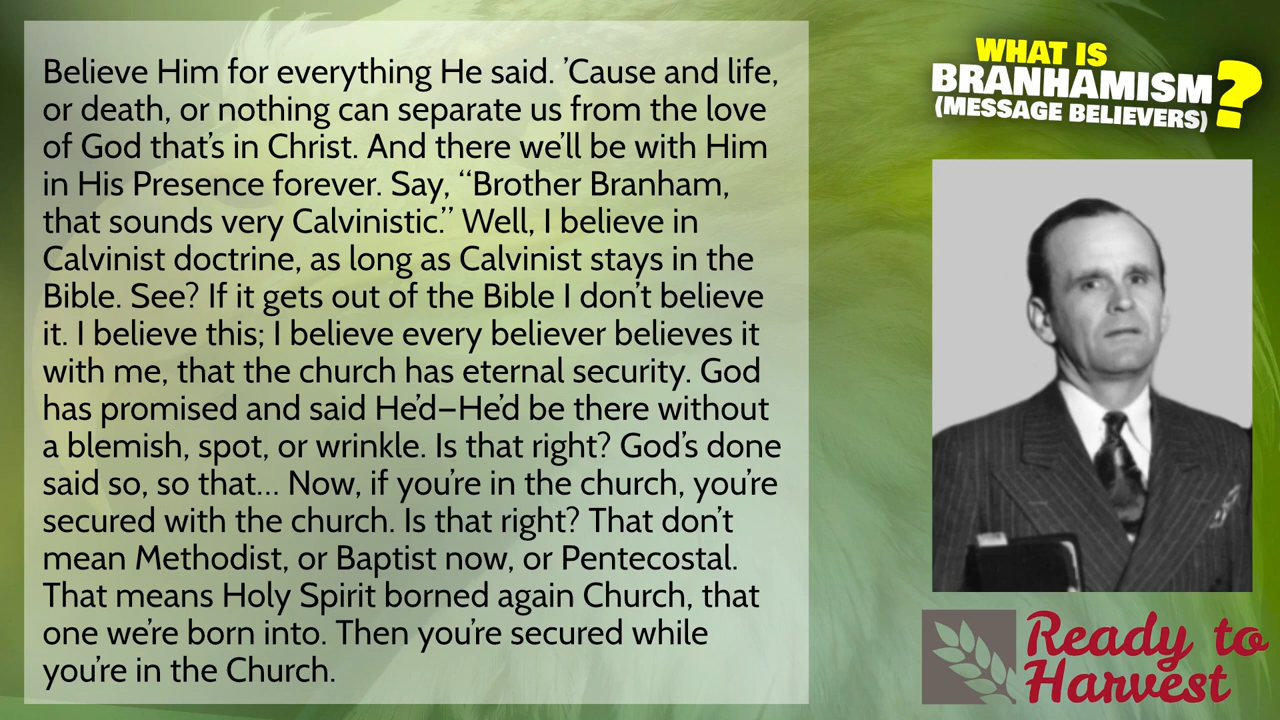 Believe Him for everything He said. ’Cause and life,
or death, or nothing can separate us from the love
of God that’s in Christ. And there we’ll be with Him
in His Presence forever. Say, “Brother Branham,
that sounds very Calvinistic.” Well, I believe in
Calvinist doctrine, as long as Calvinist stays in the
Bible. See? If it gets out of the Bible I don’t believe
it. I believe this; I believe every believer believes it
with me, that the church has eternal security. God
has promised and said He’d–He’d be there without
a blemish, spot, or wrinkle. Is that right? God’s done
said so, so that... Now, if you’re in the church, you’re
secured with the church. Is that right? That don’t
mean Methodist, or Baptist now, or Pentecostal.
That means Holy Spirit borned again Church, that
one we’re born into. Then you’re secured while
you’re in the Church.
WHAT IS
BRANHAMISM
(MESSAGE BELIEVERS)
?
Ready to
Harvest